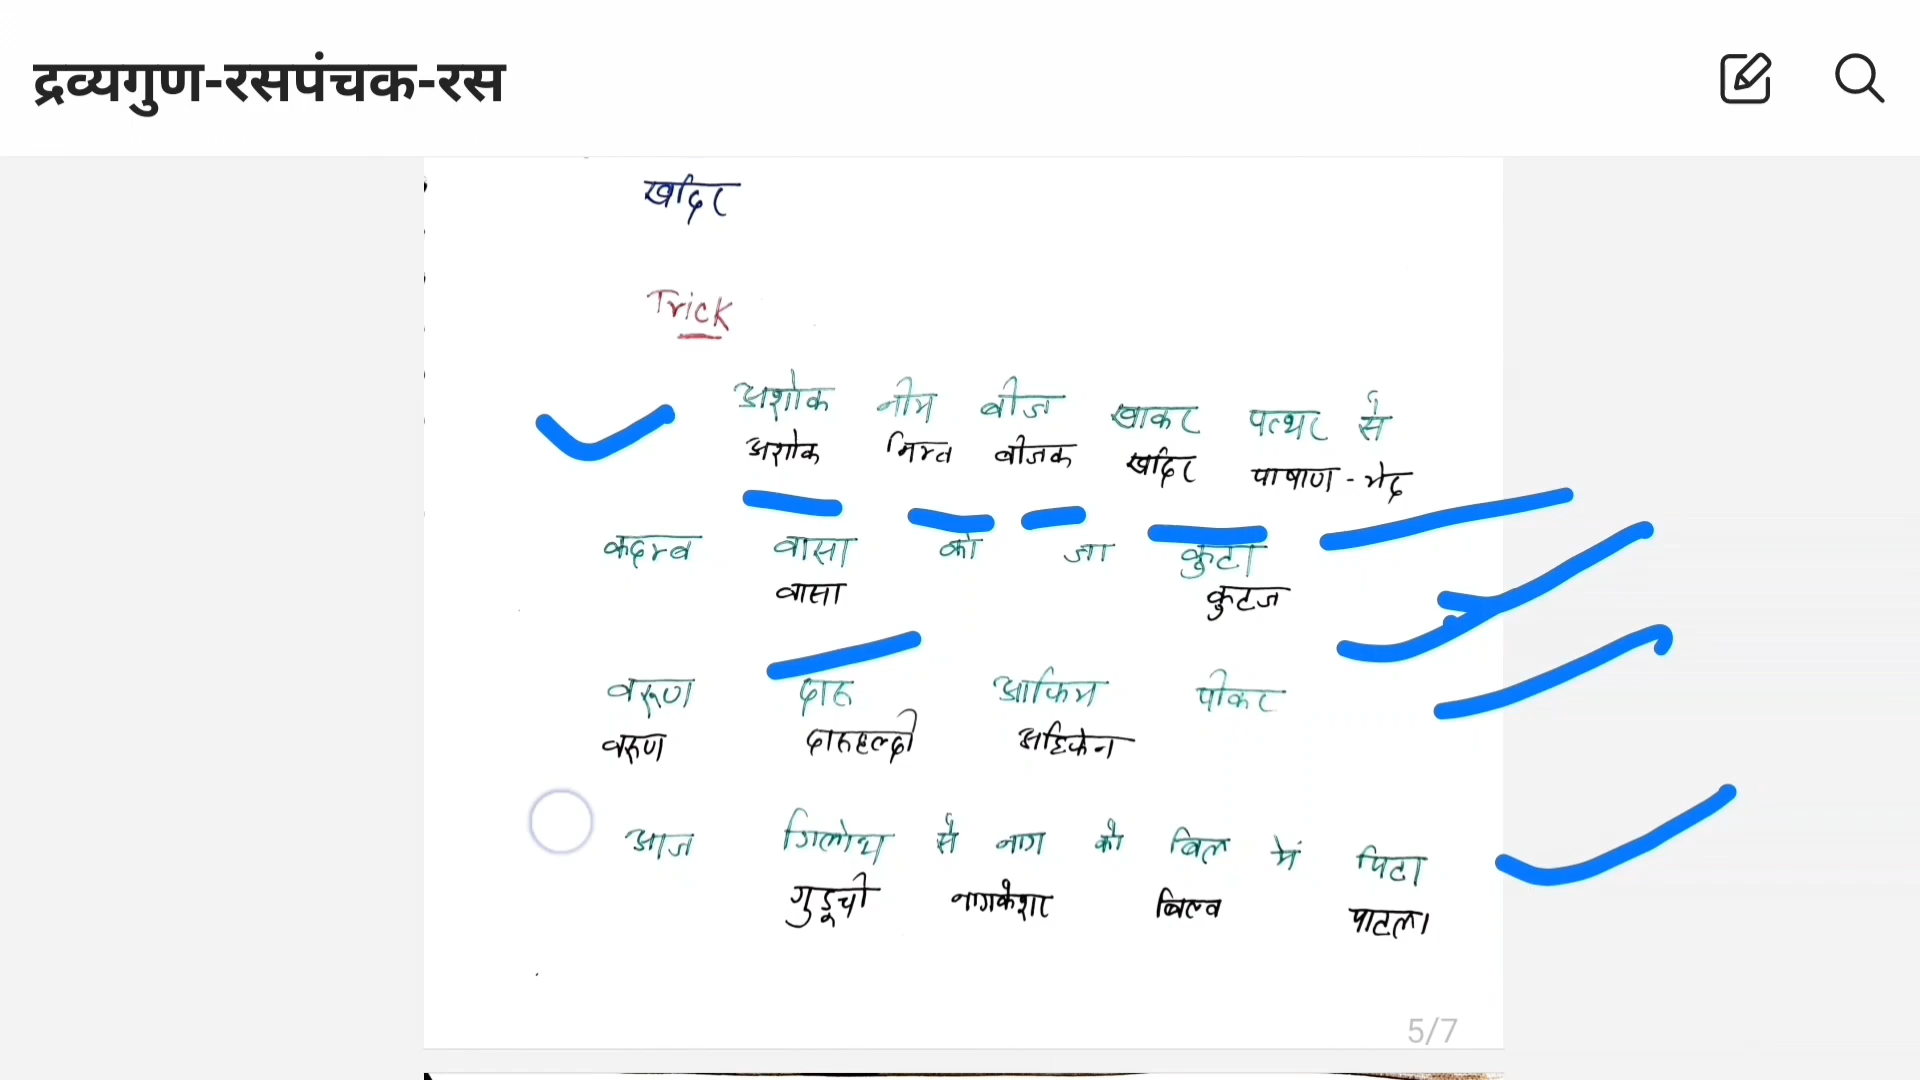 द्रव्यगुण-रसपंचक-रस
खदिर
Trick
अशोक नीम बीज खाकर पत्थर से
अशोक निम्ब बीजक खदिर पाषाण-भेद
कदम्ब वासा को जा कुटा
वासा कुटज
वरूण दारू आफिम पीकर
वरूण दारुहल्दी अहिफेन
आज गिलोय से नाग को बिल में पिटा
गुडूची नागकेशर बिल्व पाटला
5/7